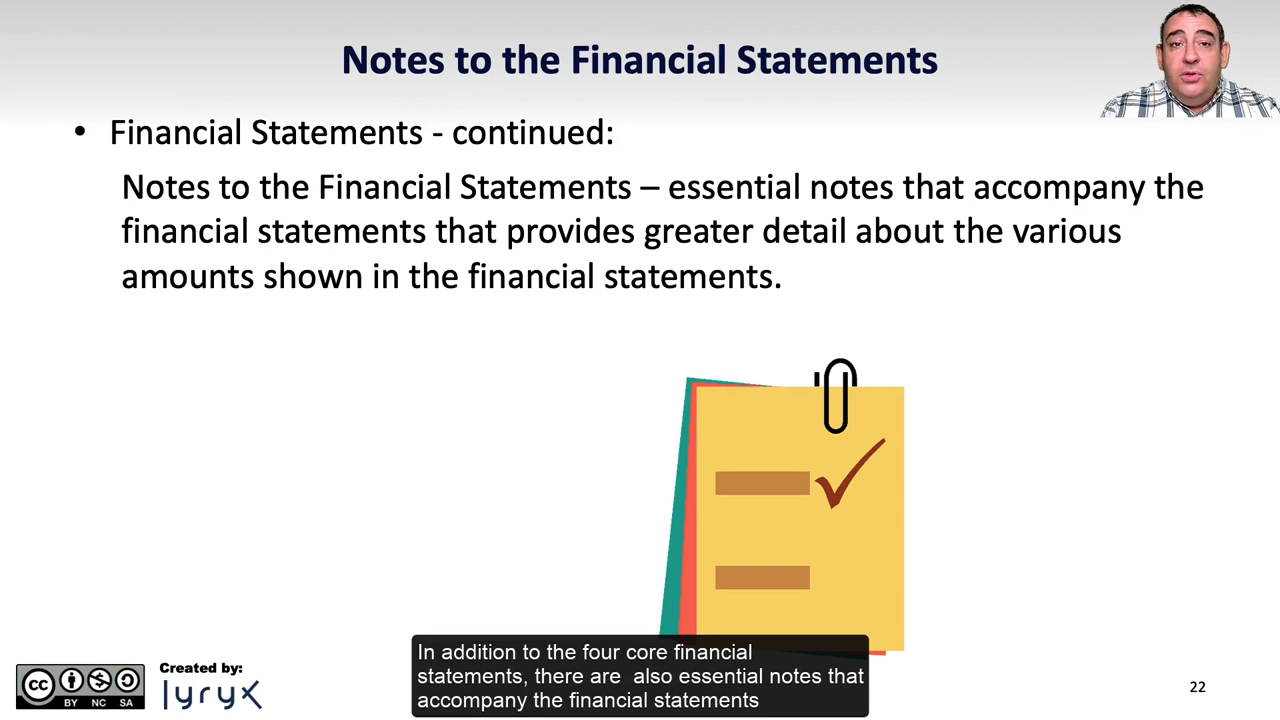 Notes to the Financial Statements
• Financial Statements - continued:
Notes to the Financial Statements – essential notes that accompany the
financial statements that provides greater detail about the various
amounts shown in the financial statements.
In addition to the four core financial
statements, there are  also essential notes that
accompany the financial statements
cc
BY NC SA
Created by:
lyryx
22